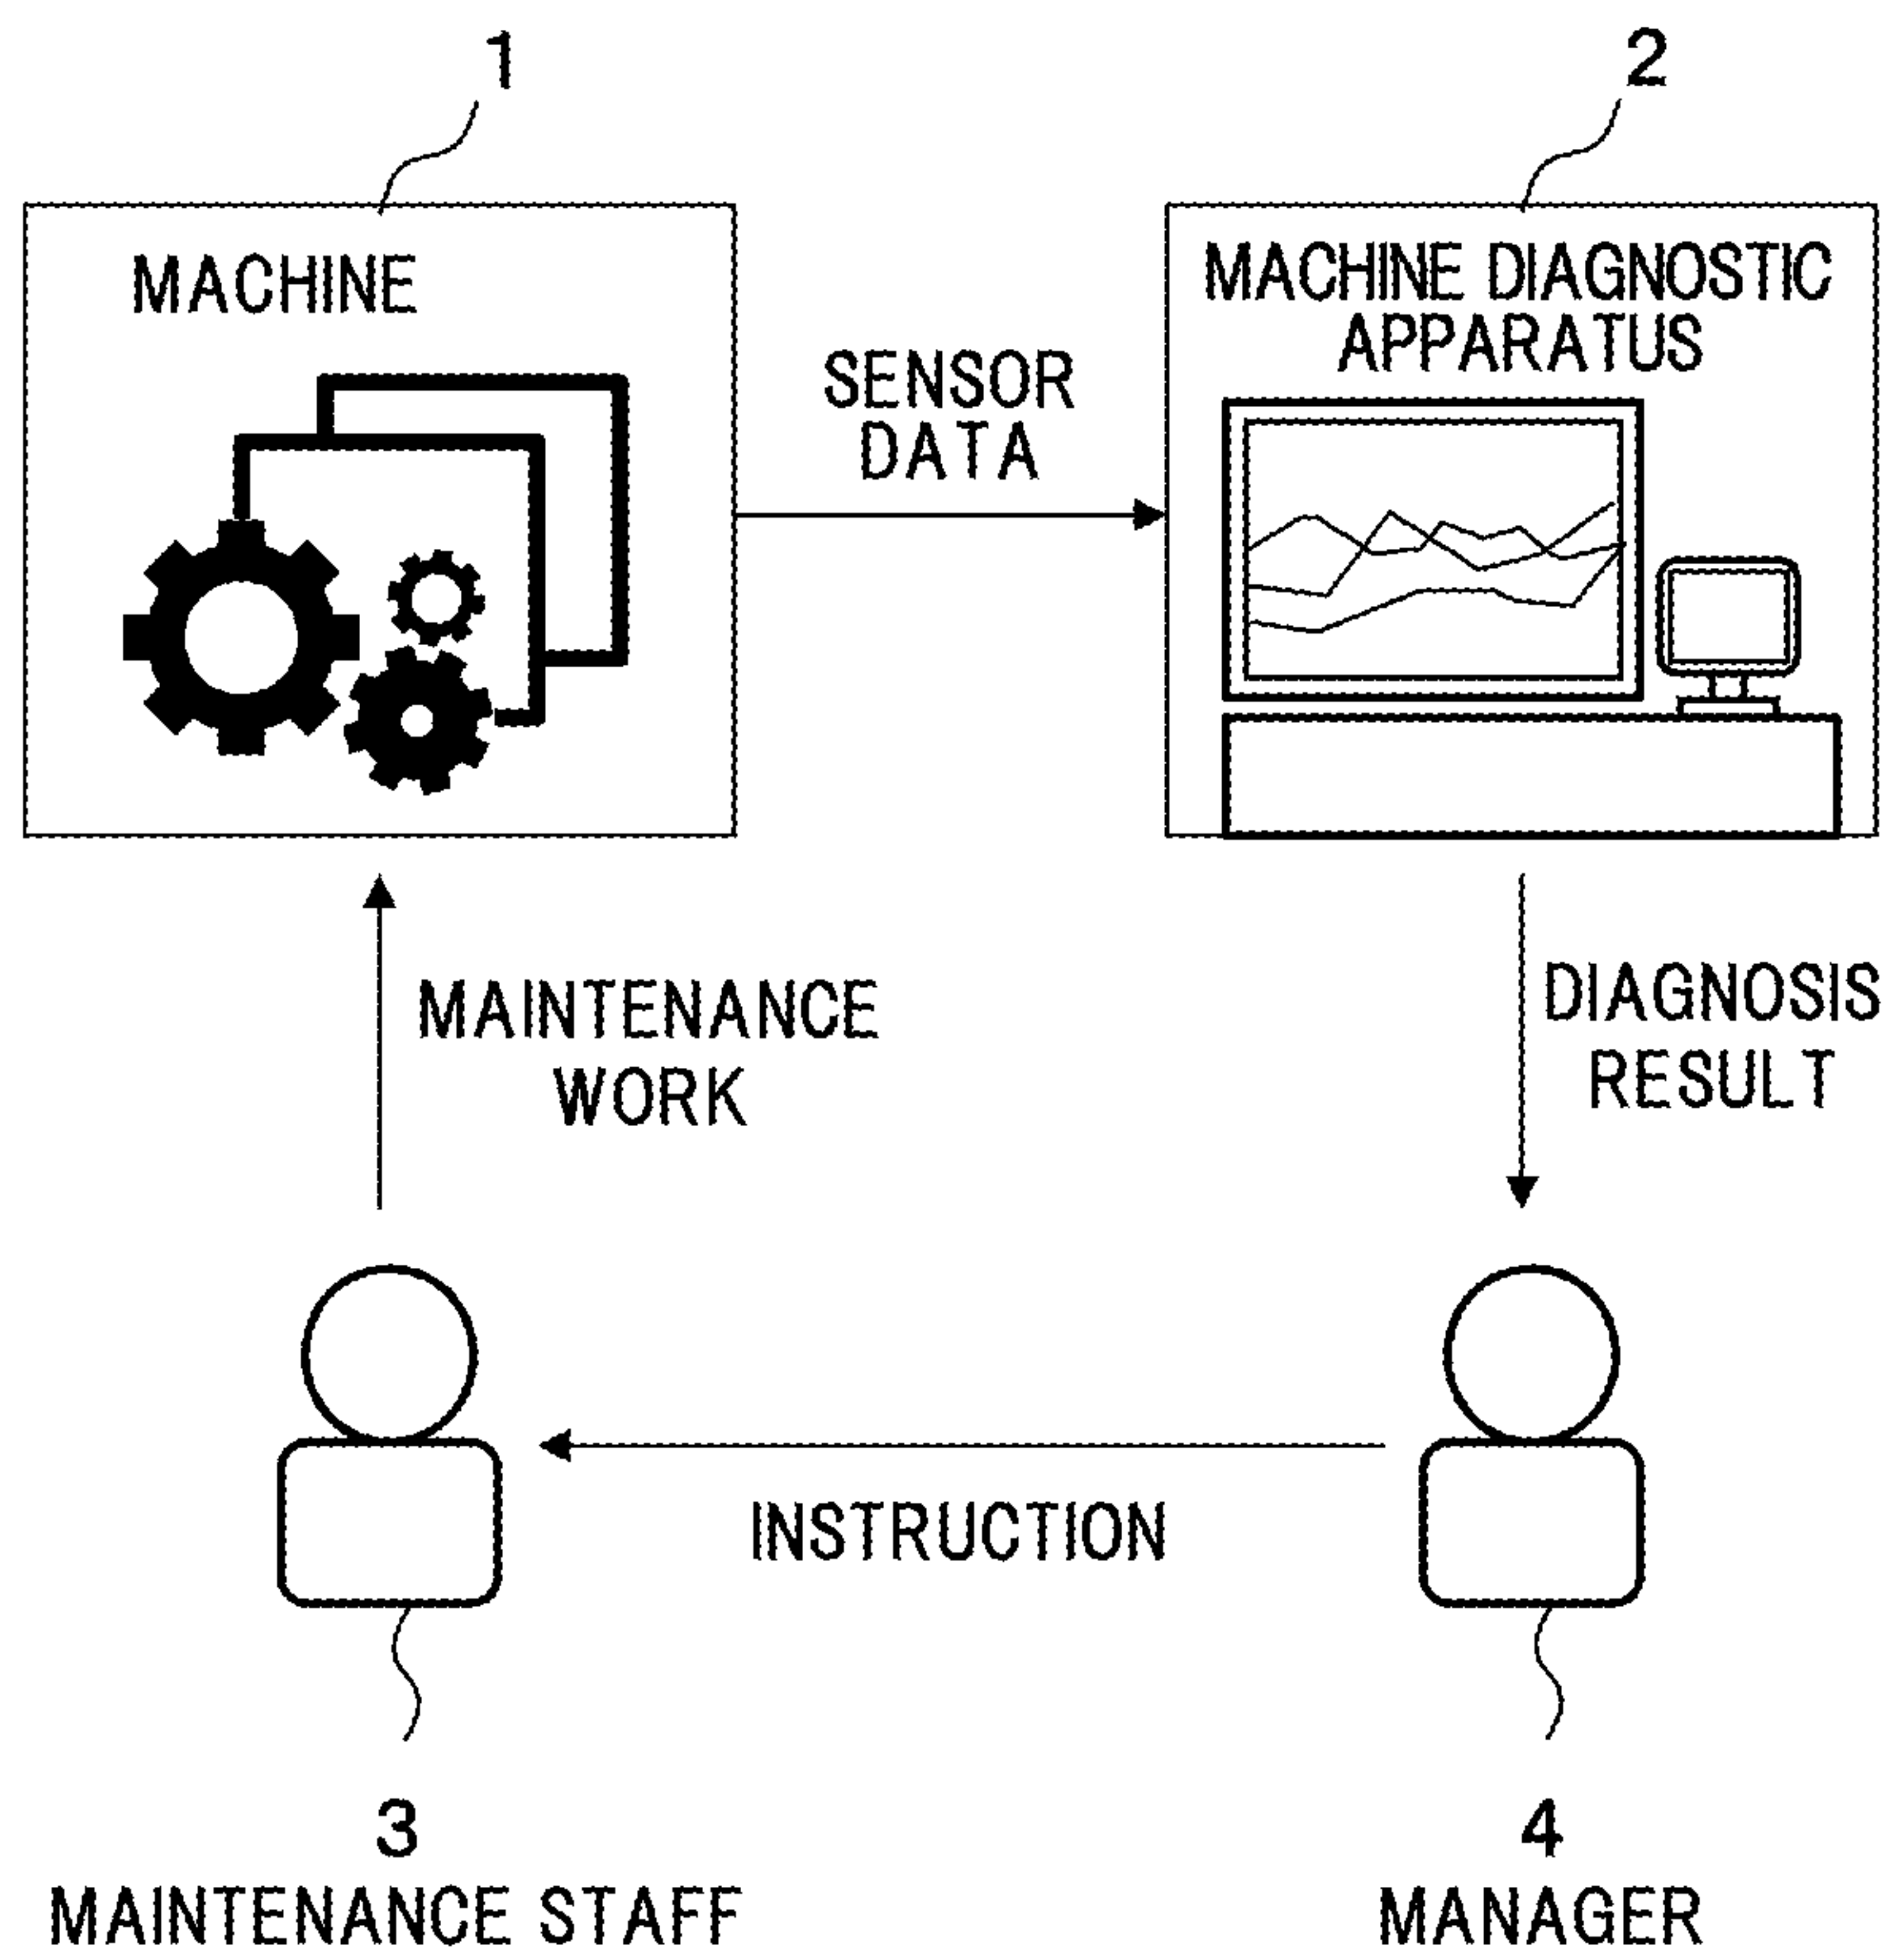 1
2
MACHINE
MACHINE DIAGNOSTIC
APPARATUS
SENSOR
DATA
MAINTENANCE
WORK
DIAGNOSIS
RESULT
INSTRUCTION
3
MAINTENANCE STAFF
4
MANAGER